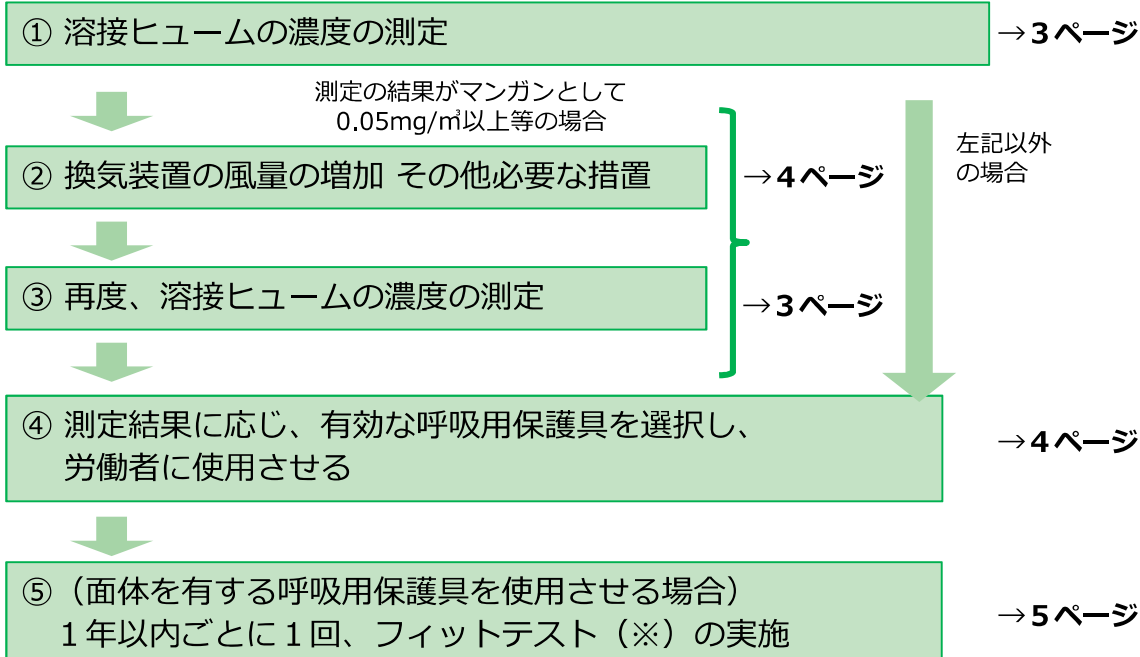 ① 溶接ヒュームの濃度の測定
→3ページ
測定の結果がマンガンとして
0.05mg/㎥以上等の場合
左記以外
の場合
② 換気装置の風量の増加 その他必要な措置
→4ページ
③ 再度、溶接ヒュームの濃度の測定
→3ページ
④ 測定結果に応じ、有効な呼吸用保護具を選択し、
労働者に使用させる
→4ページ
⑤（面体を有する呼吸用保護具を使用させる場合）
１年以内ごとに１回、フィットテスト（※）の実施
→5ページ